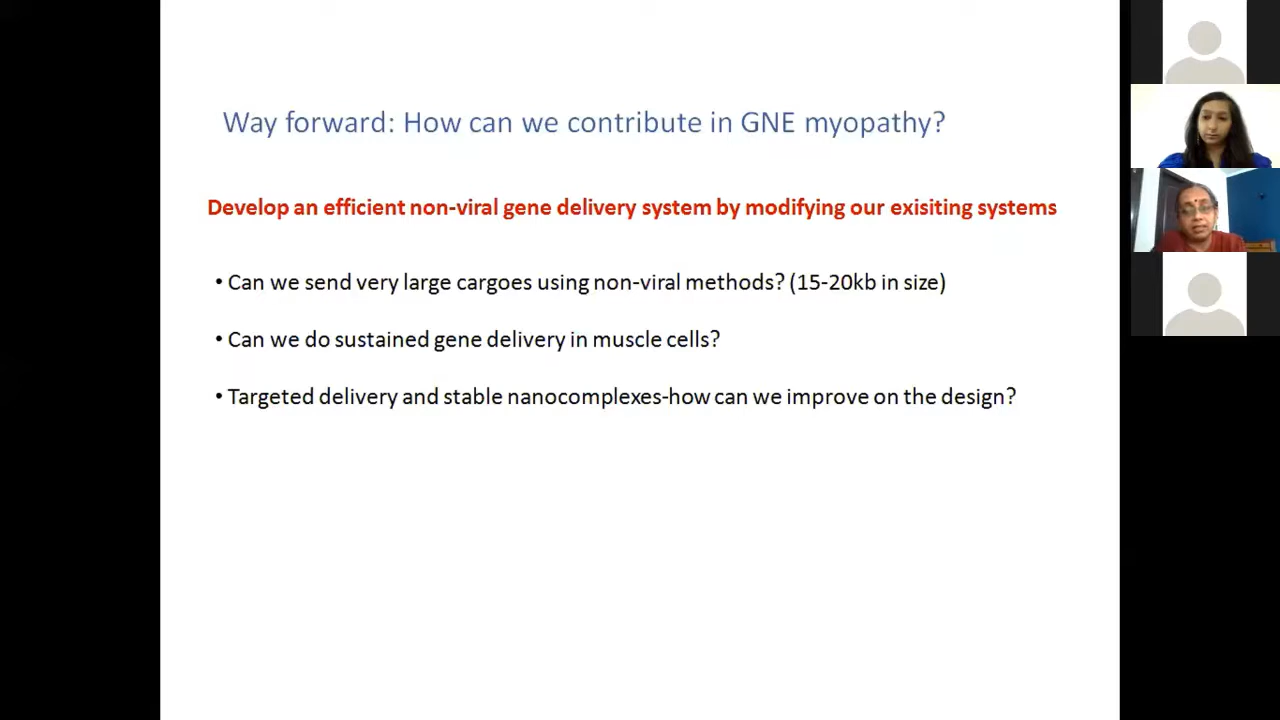 Way forward: How can we contribute in GNE myopathy?
Develop an efficient non-viral gene delivery system by modifying our exisiting systems
• Can we send very large cargoes using non-viral methods? (15-20kb in size)
• Can we do sustained gene delivery in muscle cells?
• Targeted delivery and stable nanocomplexes-how can we improve on the design?